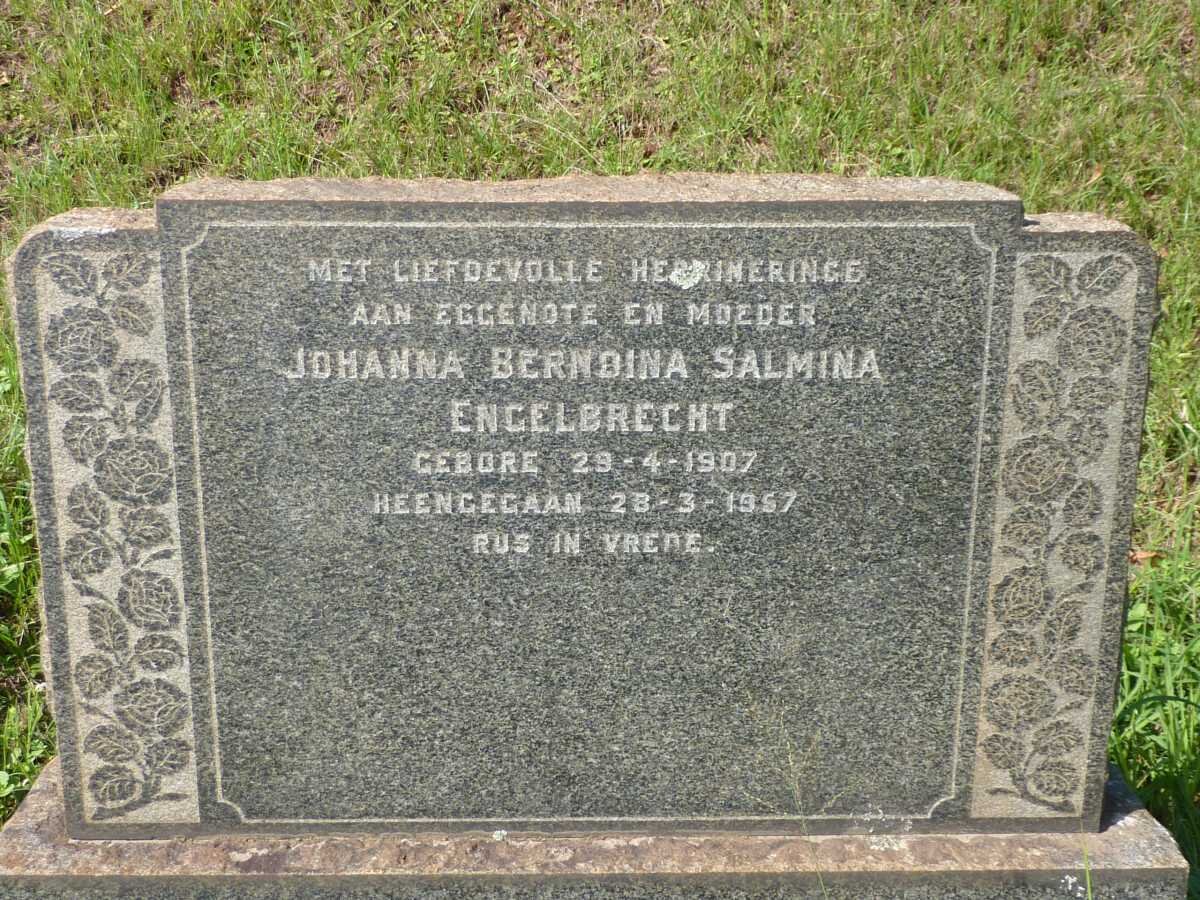 MET LIEFDEVOLLE HERRINERINGE
AAN EGGENOTE EN MOEDER
JOHANNA BERNDINA SALMINA
ENGELBRECHT
GEBORE 29-4-1907
HEENGEGAAN 28-3-1957
RUS IN VREDE.